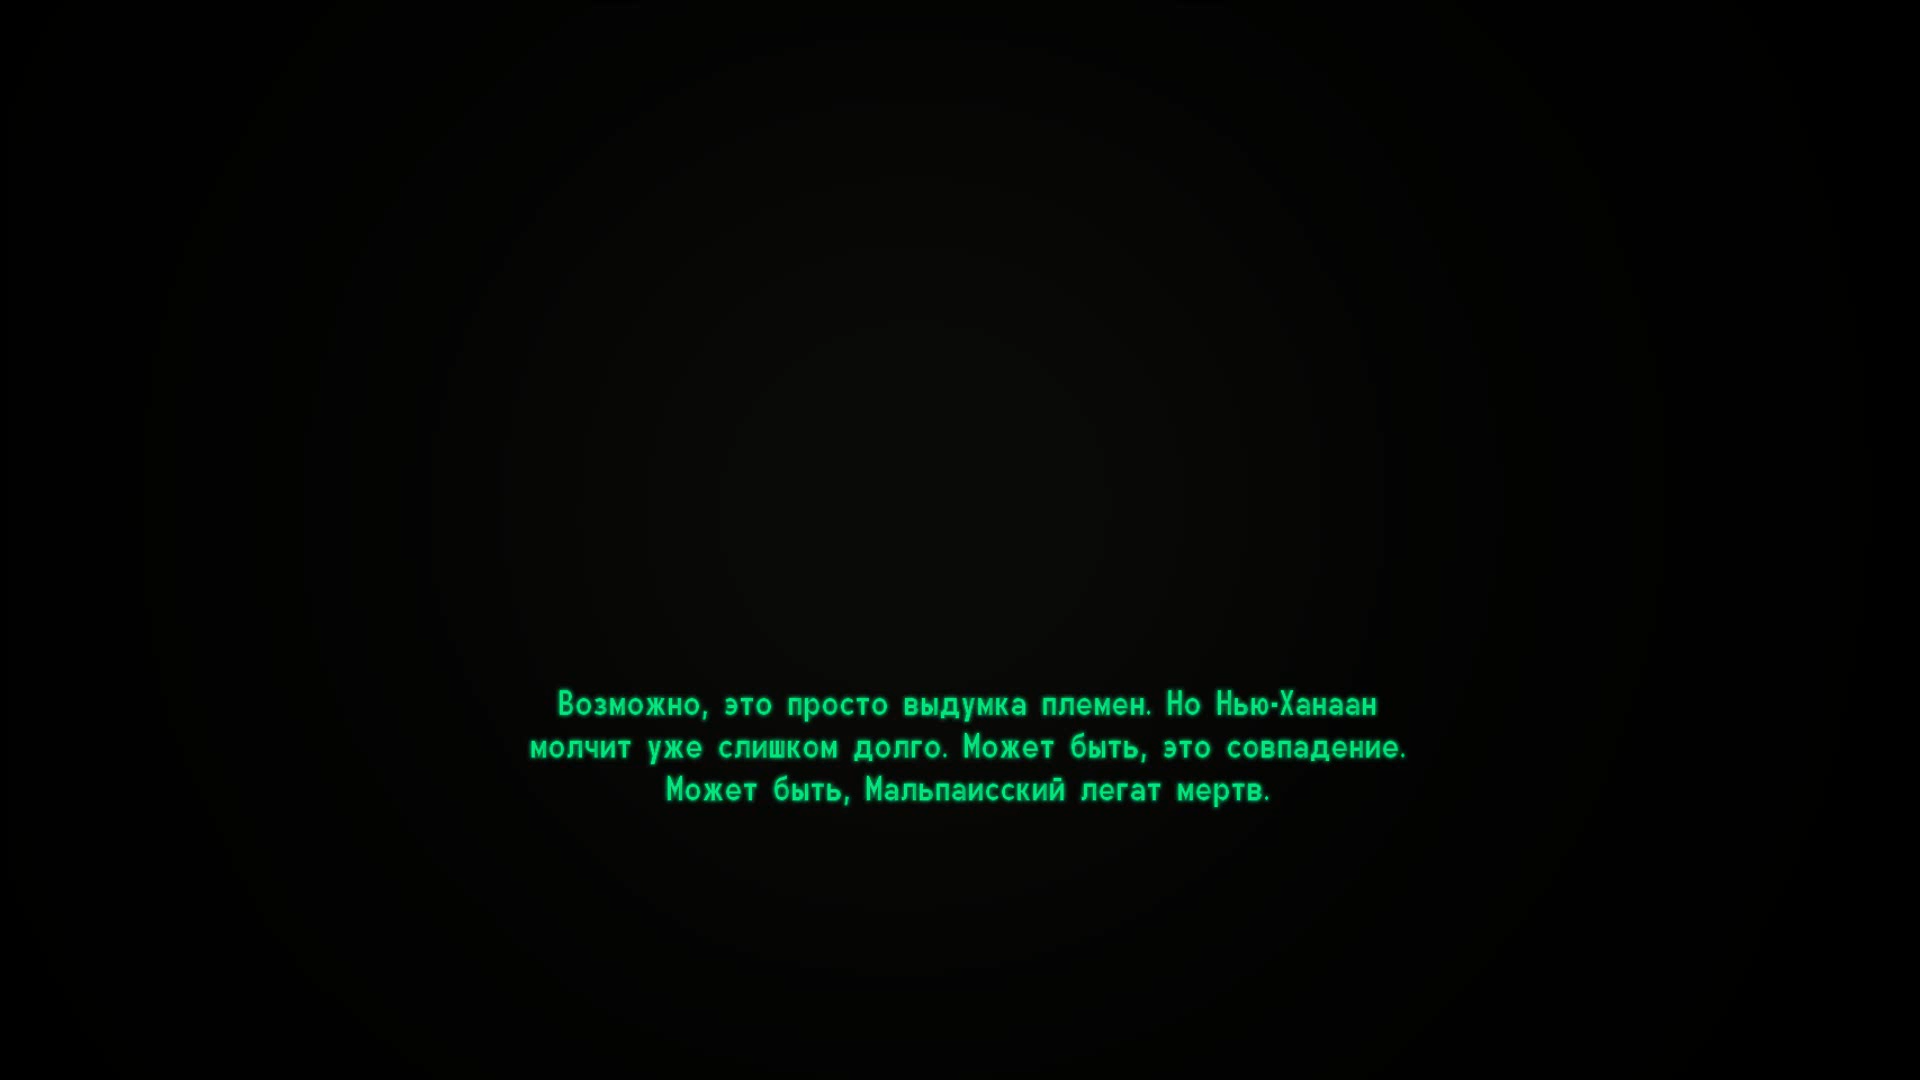 Возможно, это просто выдумка племен. Но Нью-Ханаан
молчит уже слишком долго. Может быть, это совпадение.
Может быть, Мальпаисский легат мертв.